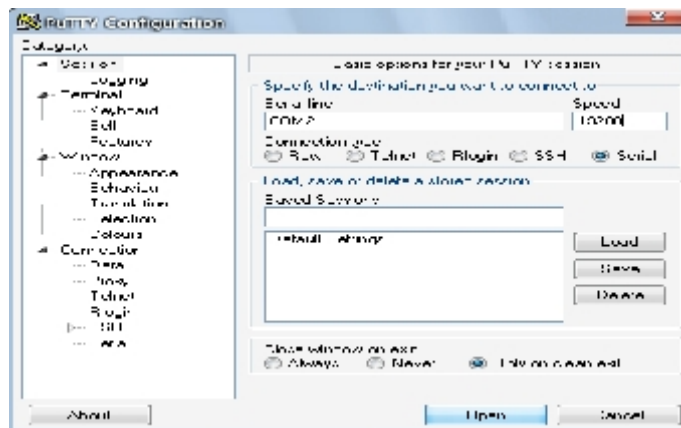 PuTTY Configuration
Category:
Session
Logging
Terminal
Keyboard
Bell
Features
Window
Appearance
Behaviour
Translation
Selection
Colours
Connection
Data
Proxy
Telnet
Rlogin
SSH
Serial
Basic options for your PuTTY session
Specify the destination you want to connect to
Serial line
Speed
COM2
Connection type
Raw
Telnet
Rlogin
SSH
Serial
Load, save or delete a stored session
Saved Sessions
Default Settings
Load
Save
Delete
Close window on exit
Always
Never
Only on clean exit
About
Open
Cancel